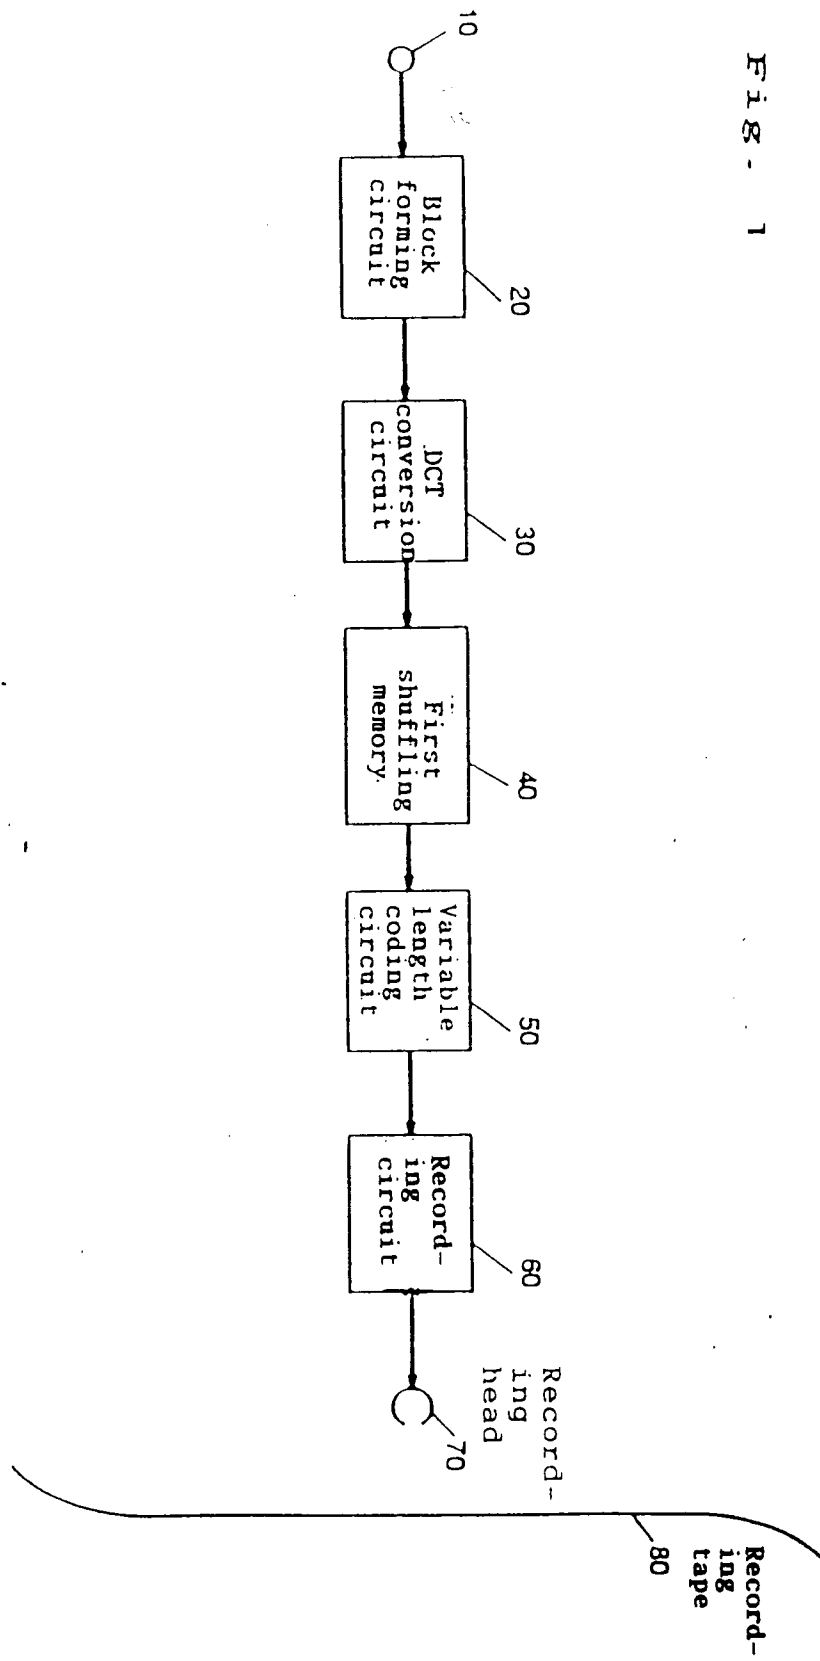 Fig. 1
10
Block
forming
circuit
20
DCT
conversion
circuit
30
First
shuffling
memory
40
Variable
length
coding
circuit
50
Record-
ing
circuit
60
Record-
ing
head
70
Record-
ing
tape
80